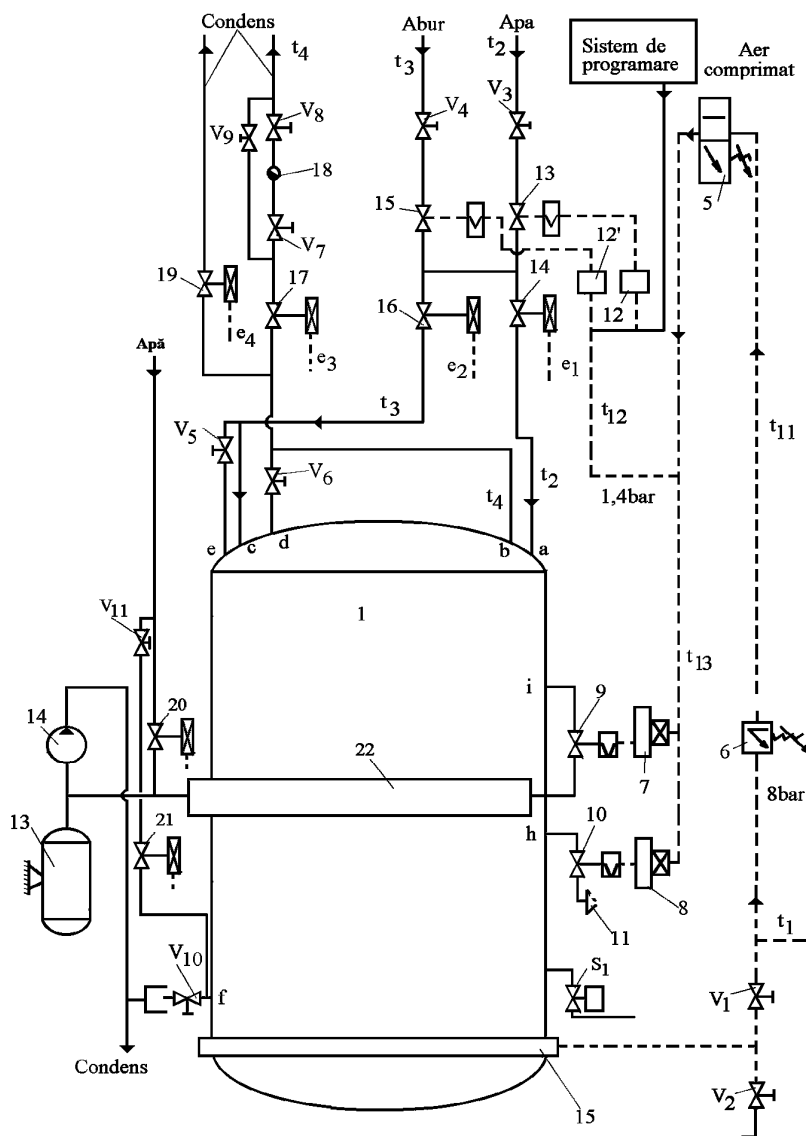 Condens
Abur
Apa
Sistem de
programare
Aer
comprimat
t4
t3
t2
V9
V8
V4
V3
18
15
13
5
V7
12'
19
17
16
14
12
e4
e3
e2
e1
Apă
t3
t12
t11
V5
V6
t4
t2
1,4bar
e
c
d
b
a
V11
1
t13
i
14
20
9
22
7
6
8bar
h
21
10
13
8
11
t1
V10
f
S1
V1
Condens
15
V2